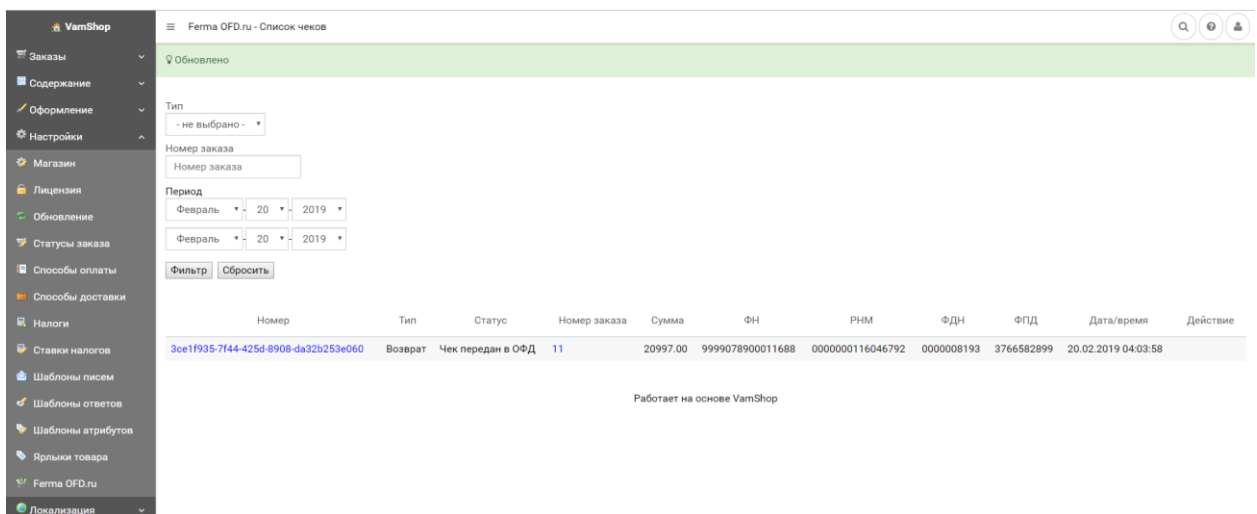 VamShop
Ferma OFD.ru - Список чеков
Заказы
Содержание
Оформление
Настройки
Магазин
Лицензия
Обновление
Статусы заказа
Способы оплаты
Способы доставки
Налоги
Ставки налогов
Шаблоны писем
Шаблоны ответов
Шаблоны атрибутов
Ярлыки товара
Ferma OFD.ru
Локализация
Обновлено
Тип
- не выбрано -
Номер заказа
Номер заказа
Период
Февраль - 20 - 2019
Февраль - 20 - 2019
Фильтр Сбросить
Номер Тип Статус Номер заказа Сумма ФН РНМ ФДН ФПД Дата/время Действие
3ce1f935-7f44-425d-8908-da32b253e060 Возврат Чек передан в ОФД 11 20997.00 9999078900011688 0000000116046792 0000008193 3766582899 20.02.2019 04:03:58
Работает на основе VamShop